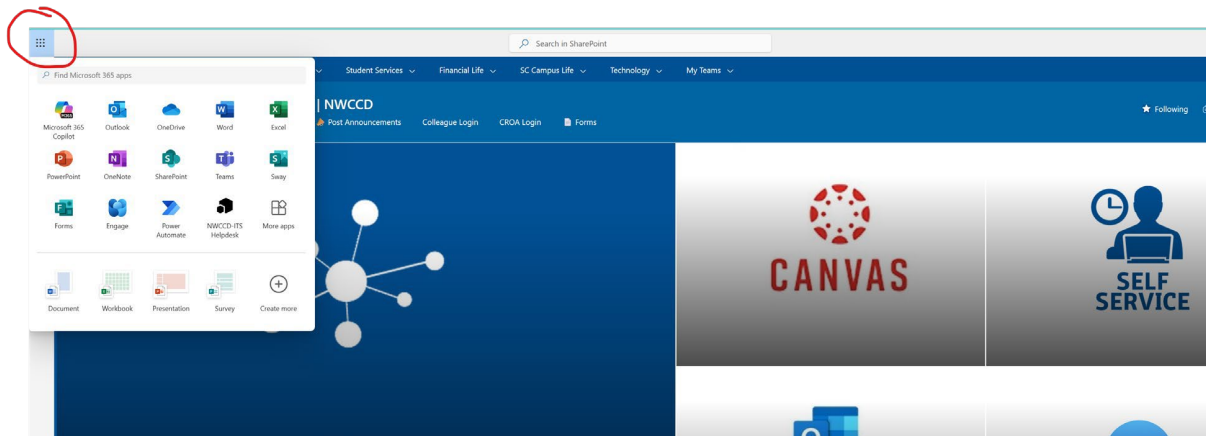 Search in SharePoint
Find Microsoft 365 apps
Student Services
Financial Life
SC Campus Life
Technology
My Teams
| NWCCD
Following
Post Announcements
Colleague Login
CROA Login
Forms
Microsoft 365
Copilot
Outlook
OneDrive
Word
Excel
PowerPoint
OneNote
SharePoint
Teams
Sway
Forms
Engage
Power
Automate
NWCCD-ITS
Helpdesk
More apps
Document
Workbook
Presentation
Survey
Create more
CANVAS
SELF
SERVICE